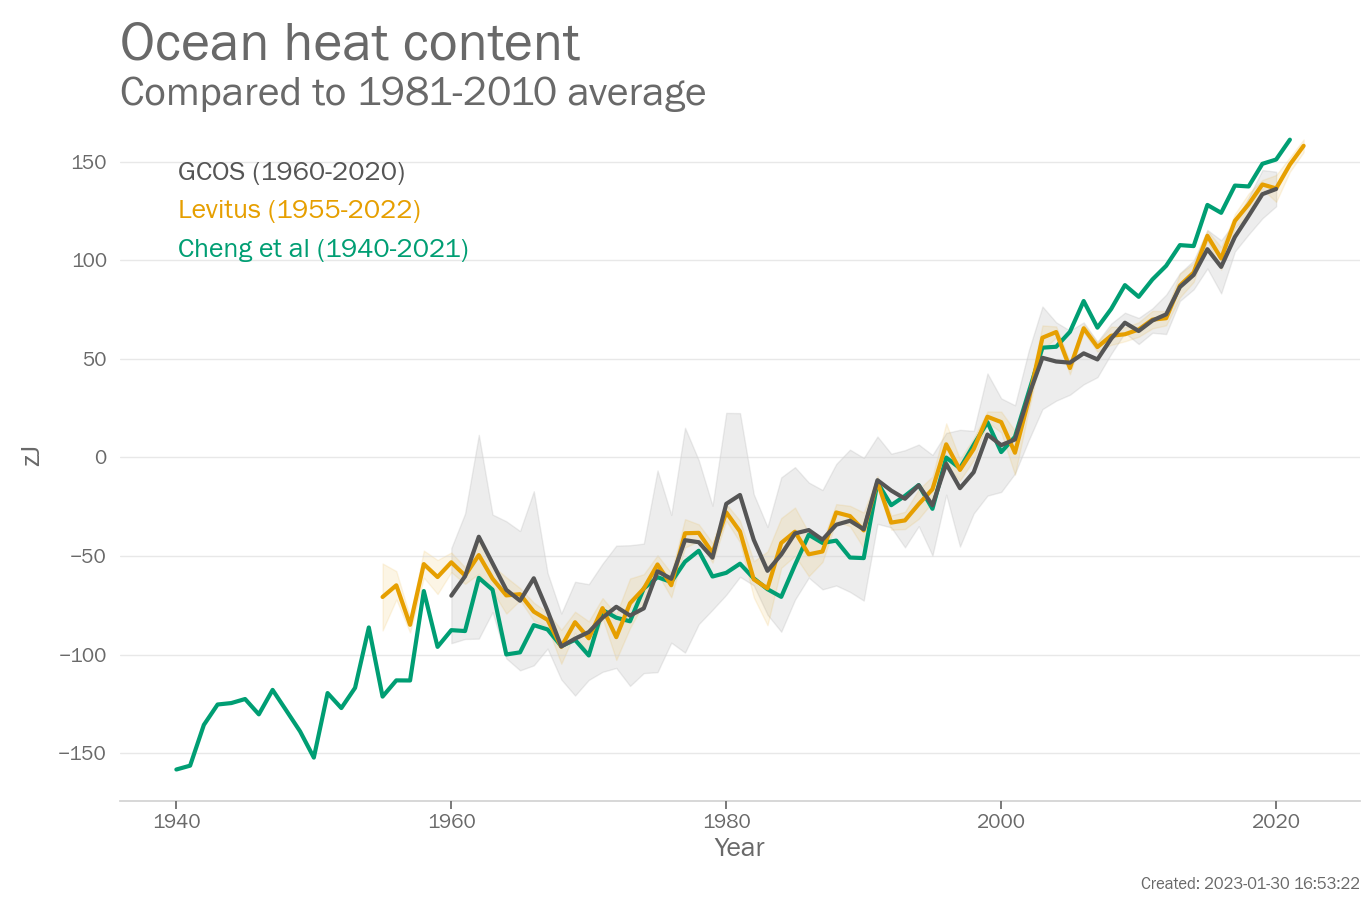 Ocean heat content
Compared to 1981-2010 average
GCOS (1960-2020)
Levitus (1955-2022)
Cheng et al (1940-2021)
150
100
50
0
−50
−100
−150
zJ
1940
1960
1980
2000
2020
Year
Created: 2023-01-30 16:53:22